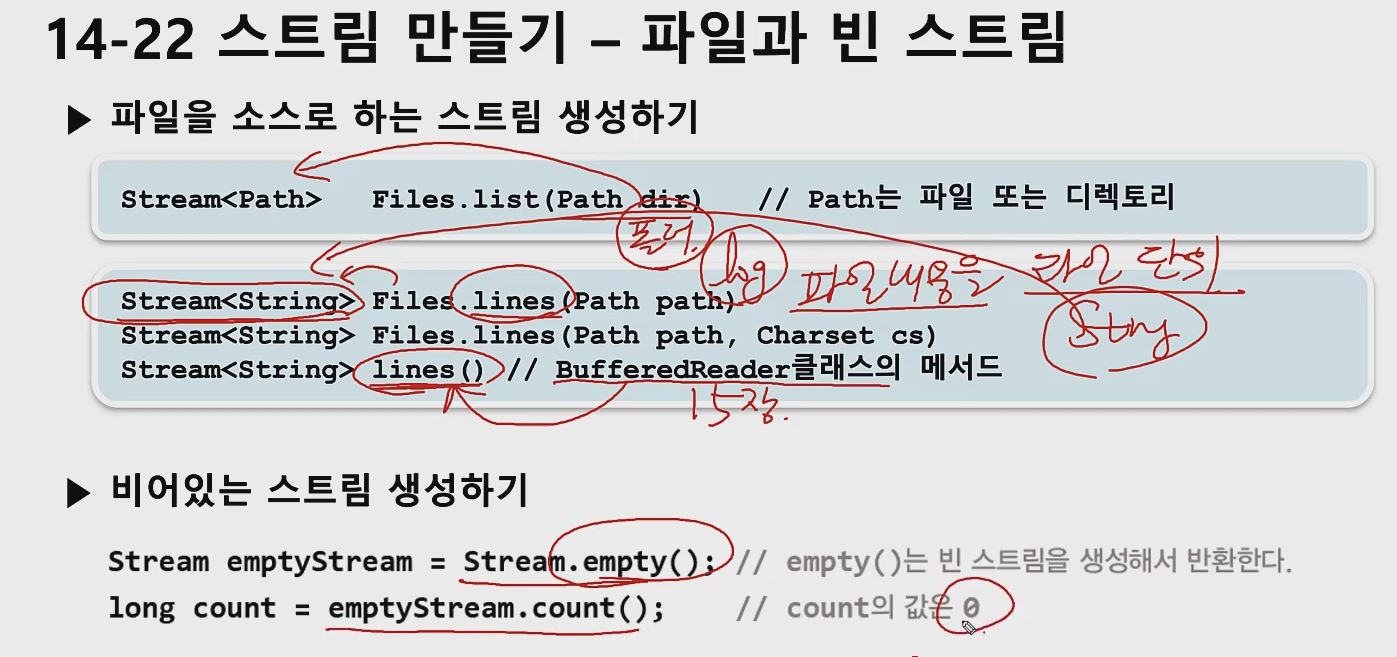 14-22 스트림 만들기 – 파일과 빈 스트림
▶ 파일을 소스로 하는 스트림 생성하기
Stream<Path> Files.list(Path dir) // Path는 파일 또는 디렉토리
폴더.
log 파일내용을 라인 단위
Stream<String> Files.lines(Path path)
String
Stream<String> Files.lines(Path path, Charset cs)
Stream<String> lines() // BufferedReader클래스의 메서드
15장.
▶ 비어있는 스트림 생성하기
Stream emptyStream = Stream.empty(); // empty()는 빈 스트림을 생성해서 반환한다.
long count = emptyStream.count(); // count의 값은 0